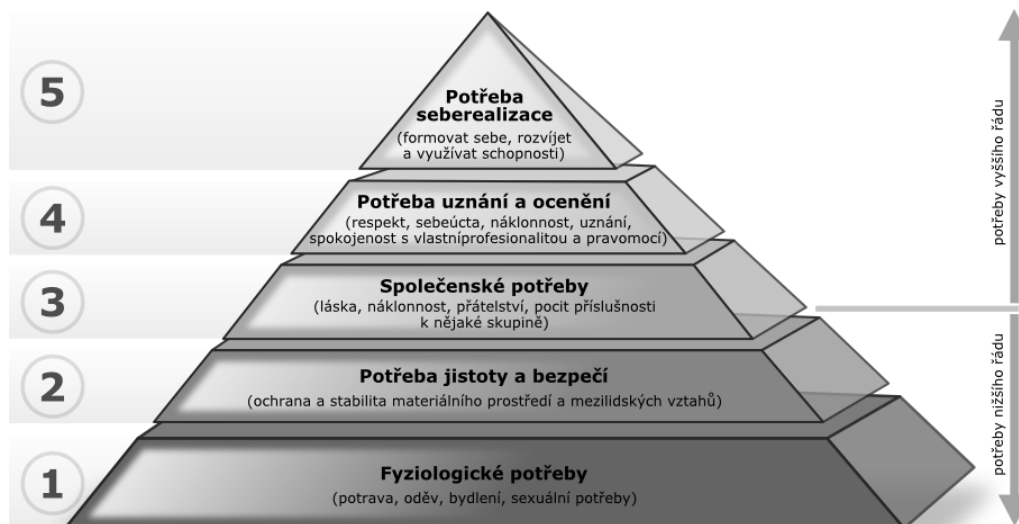 5
Potřeba
seberealizace
(formovat sebe, rozvíjet
a využívat schopnosti)
4
Potřeba uznání a ocenění
(respekt, sebeúcta, náklonnost, uznání,
spokojenost s vlastníprofesionalitou a pravomocí)
3
Společenské potřeby
(láska, náklonnost, přátelství, pocit příslušnosti
k nějaké skupině)
2
Potřeba jistoty a bezpečí
(ochrana a stabilita materiálního prostředí a mezilidských vztahů)
1
Fyziologické potřeby
(potrava, oděv, bydlení, sexuální potřeby)
potřeby vyššího řádu
potřeby nižšího řádu